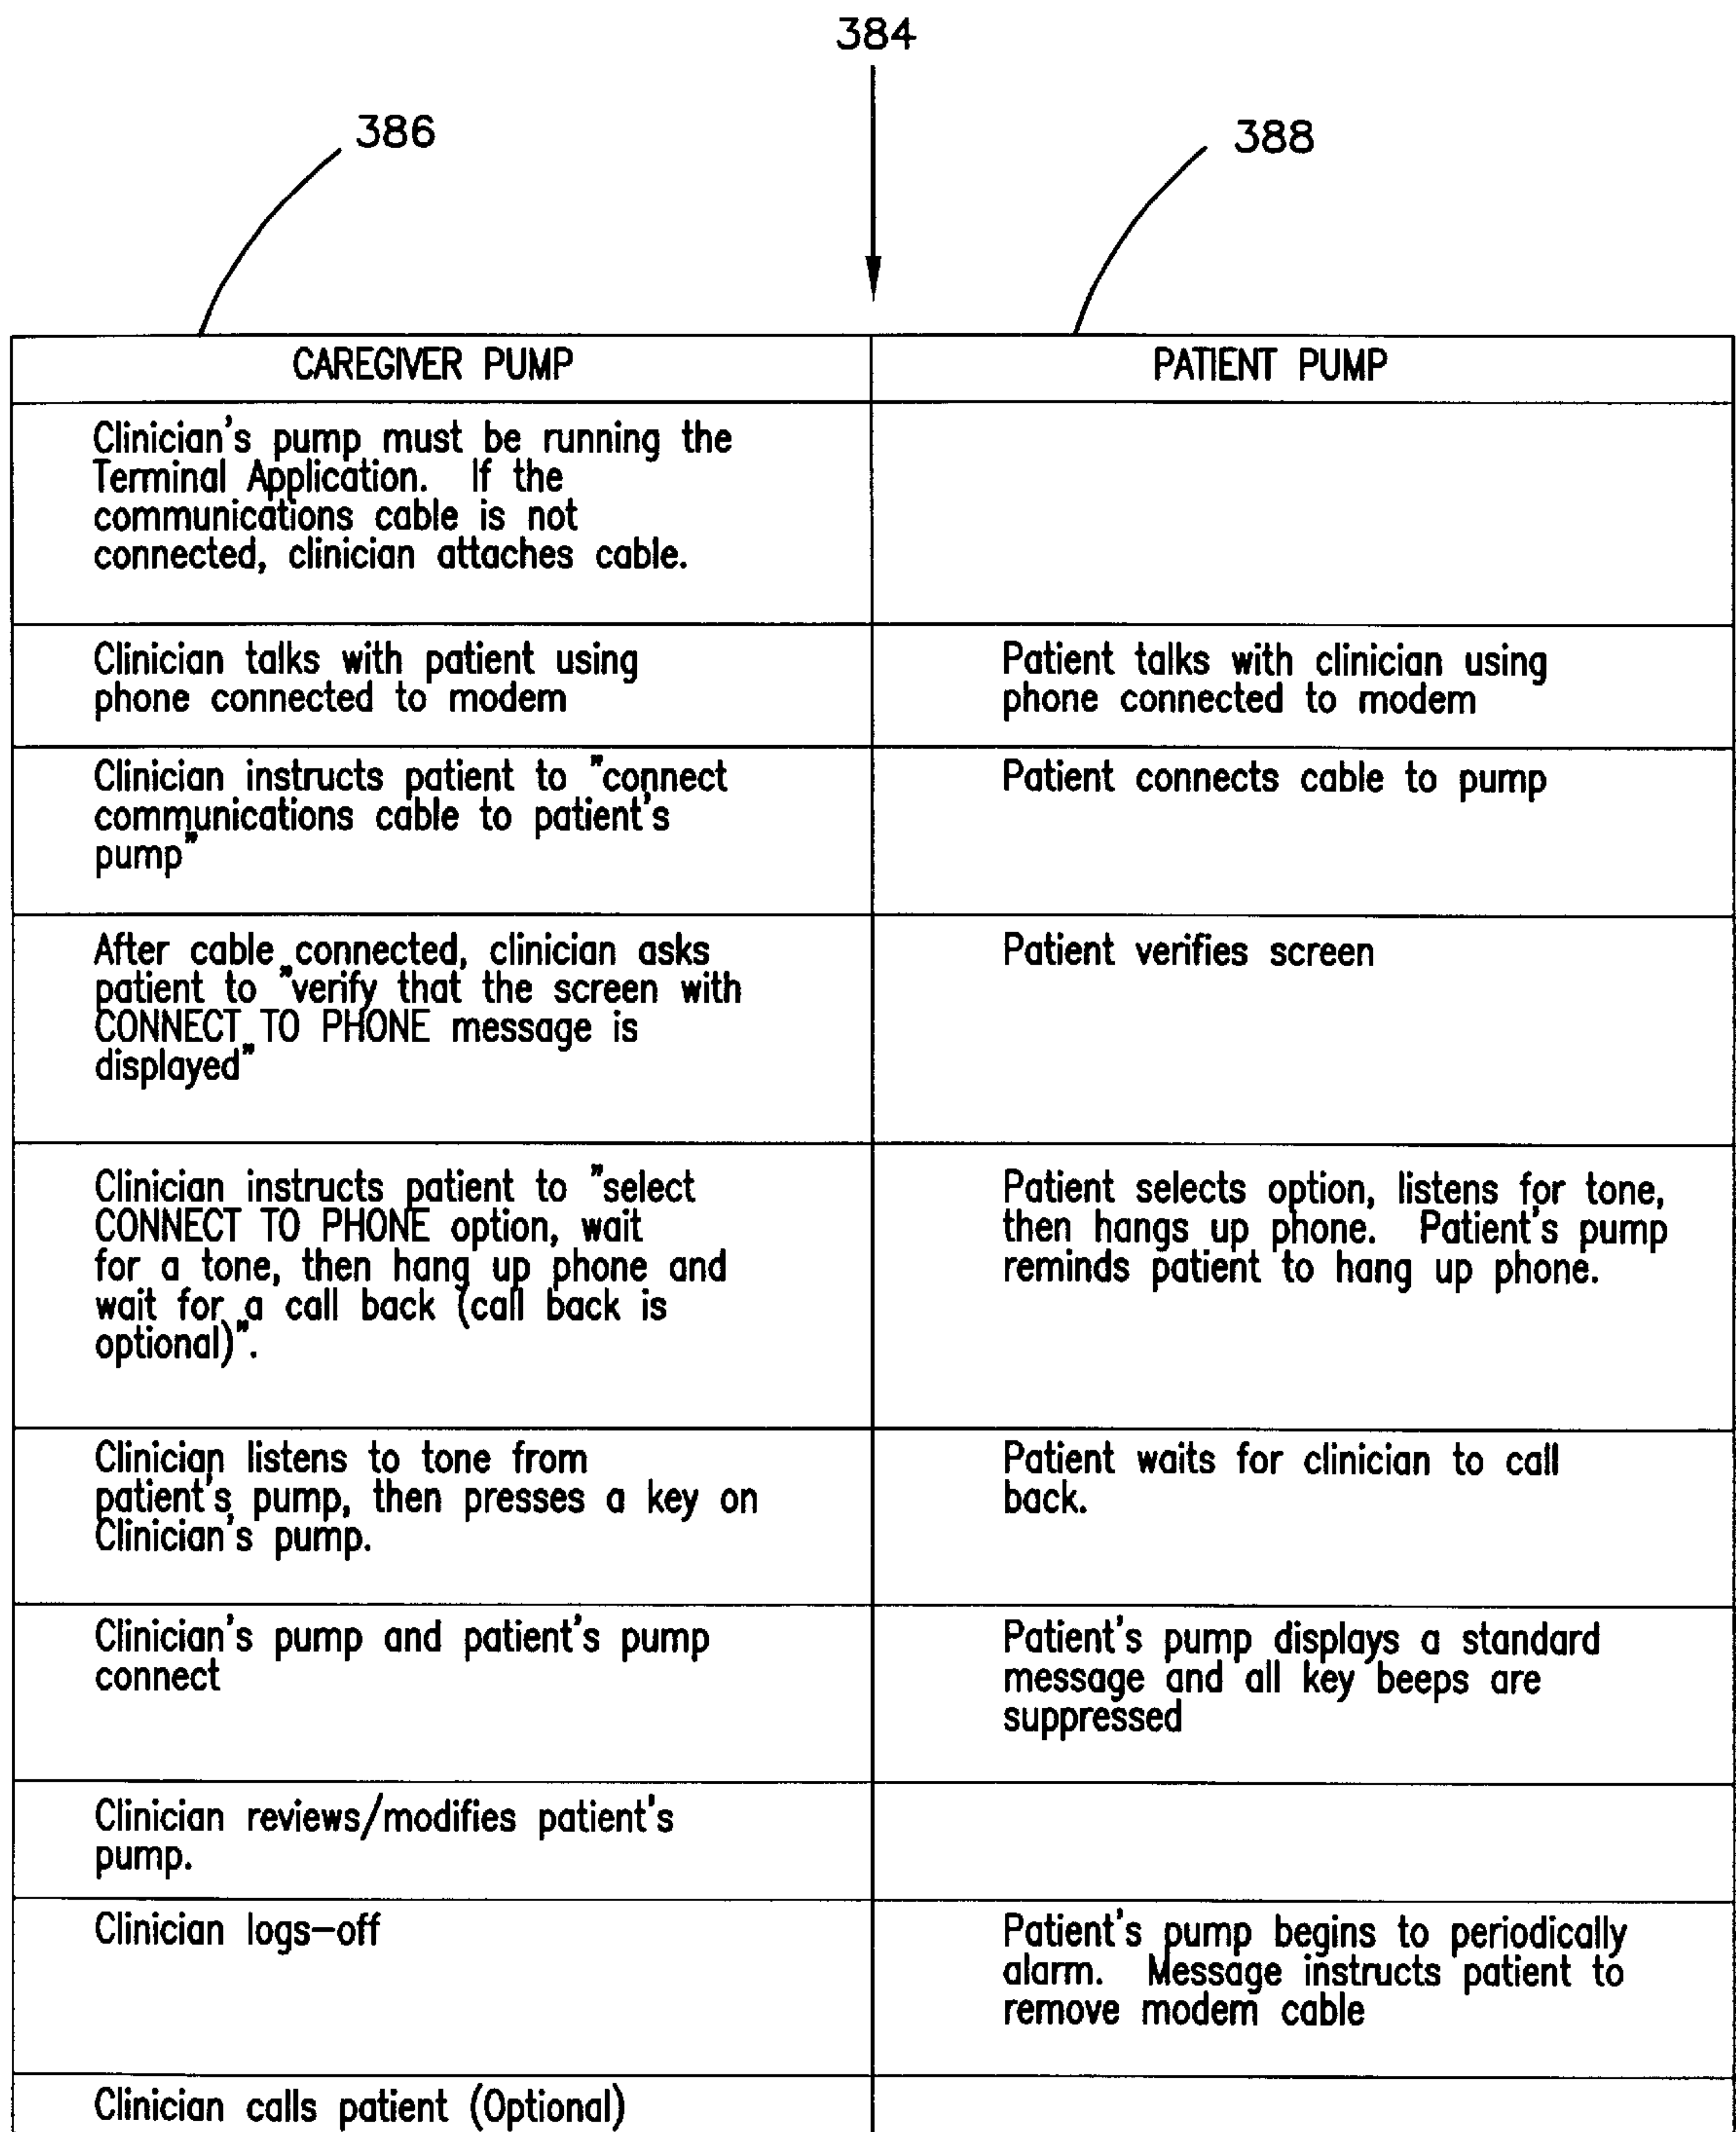 384
386
388
CAREGIVER PUMP
PATIENT PUMP
Clinician's pump must be running the
Terminal Application. If the
communications cable is not
connected, clinician attaches cable.
Clinician talks with patient using
phone connected to modem
Patient talks with clinician using
phone connected to modem
Clinician instructs patient to "connect
communications cable to patient's
pump"
Patient connects cable to pump
After cable connected, clinician asks
patient to "verify that the screen with
CONNECT TO PHONE message is
displayed"
Patient verifies screen
Clinician instructs patient to "select
CONNECT TO PHONE option, wait
for a tone, then hang up phone and
wait for a call back (call back is
optional)".
Patient selects option, listens for tone,
then hangs up phone. Patient's pump
reminds patient to hang up phone.
Clinician listens to tone from
patient's pump, then presses a key on
Clinician's pump.
Patient waits for clinician to call
back.
Clinician's pump and patient's pump
connect
Patient's pump displays a standard
message and all key beeps are
suppressed
Clinician reviews/modifies patient's
pump.
Clinician logs-off
Patient's pump begins to periodically
alarm. Message instructs patient to
remove modem cable
Clinician calls patient (Optional)